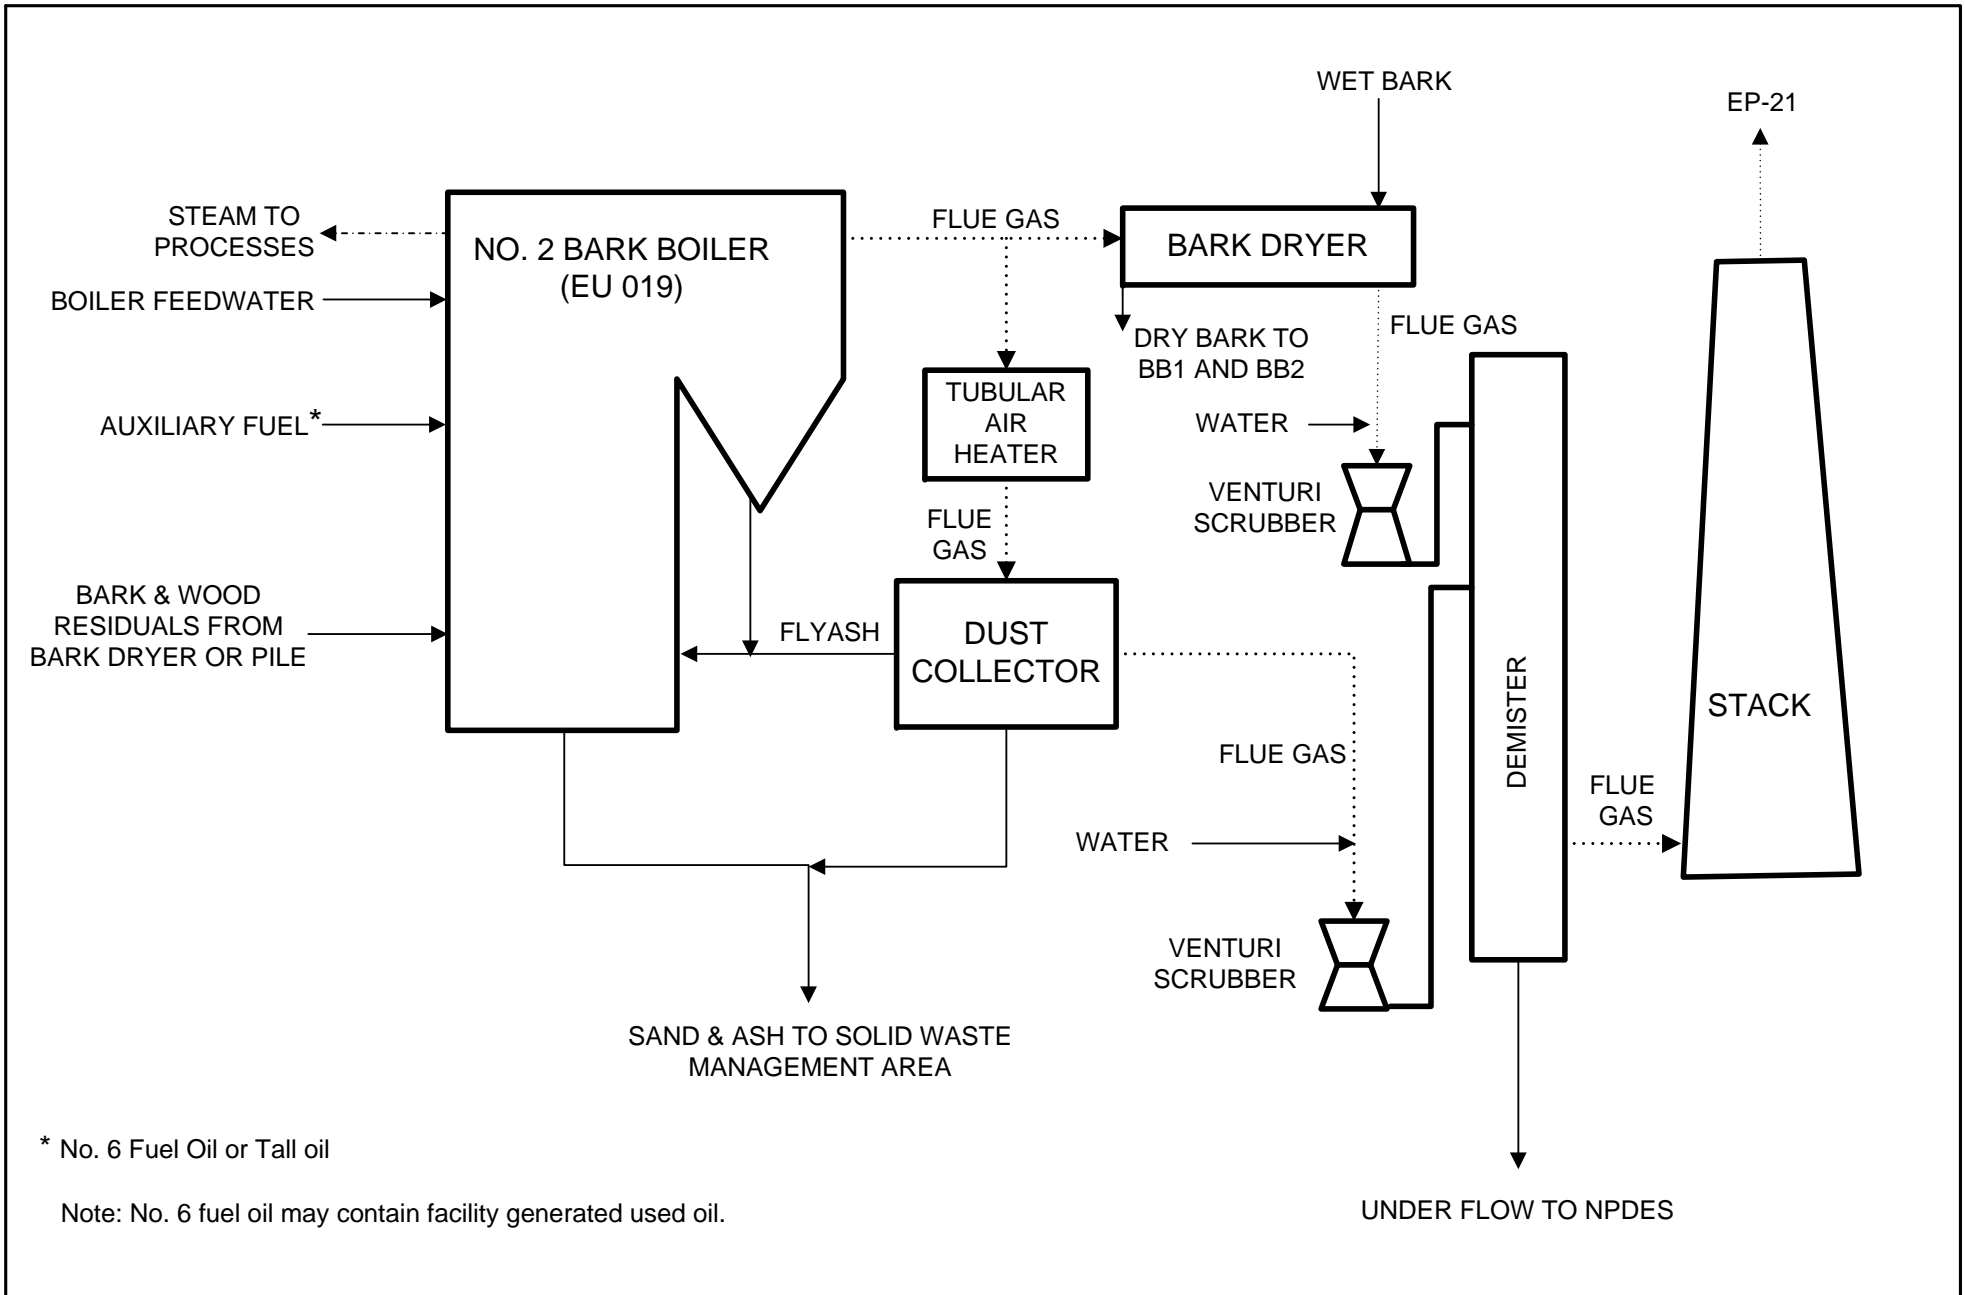 WET BARK
EP-21
STEAM TO
PROCESSES
NO. 2 BARK BOILER
(EU 019)
FLUE GAS
BARK DRYER
BOILER FEEDWATER
FLUE GAS
DRY BARK TO
BB1 AND BB2
TUBULAR
AIR
HEATER
AUXILIARY FUEL*
WATER
VENTURI
SCRUBBER
FLUE
GAS
BARK & WOOD
RESIDUALS FROM
BARK DRYER OR PILE
FLYASH
DUST
COLLECTOR
DEMISTER
STACK
FLUE GAS
FLUE
GAS
WATER
VENTURI
SCRUBBER
SAND & ASH TO SOLID WASTE
MANAGEMENT AREA
* No. 6 Fuel Oil or Tall oil
Note: No. 6 fuel oil may contain facility generated used oil.
UNDER FLOW TO NPDES